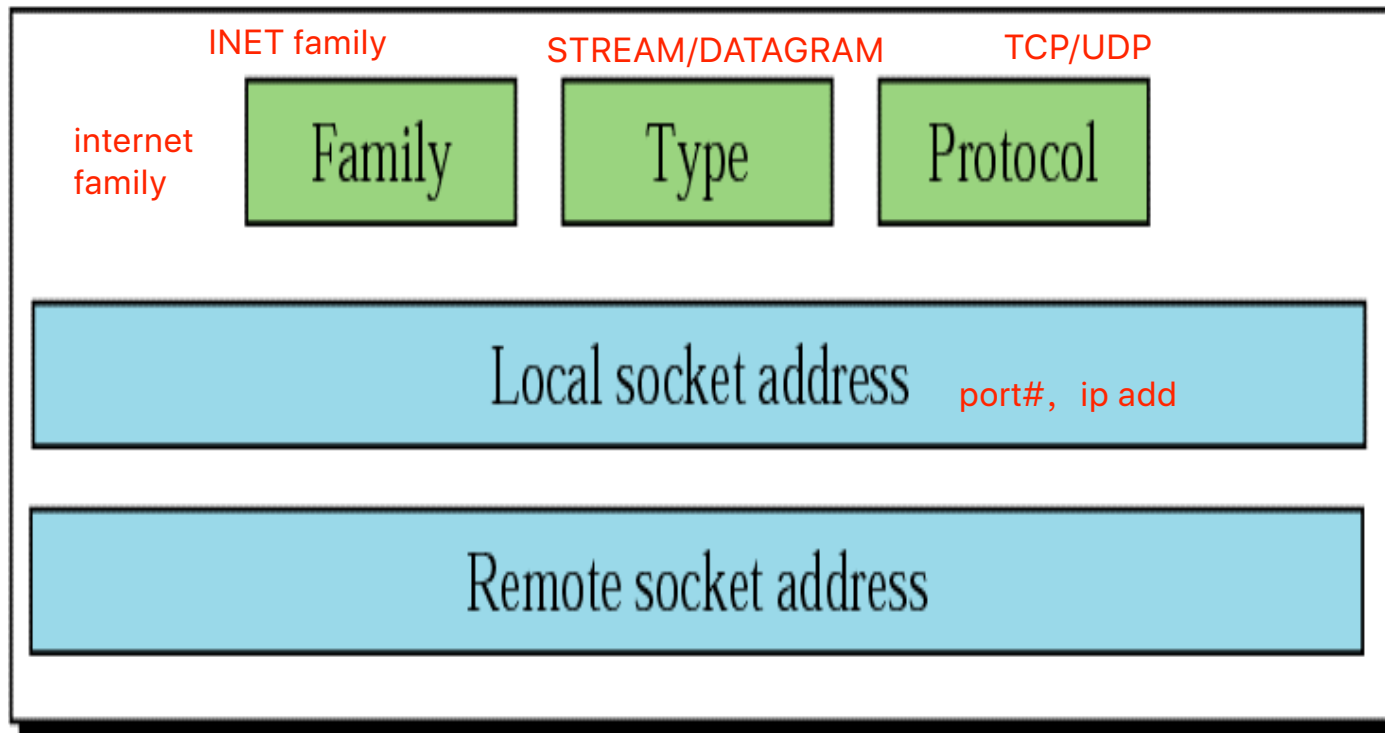 INET family
STREAM/DATAGRAM
TCP/UDP
internet
family
Family
Type
Protocol
Local socket address
port#，ip add
Remote socket address